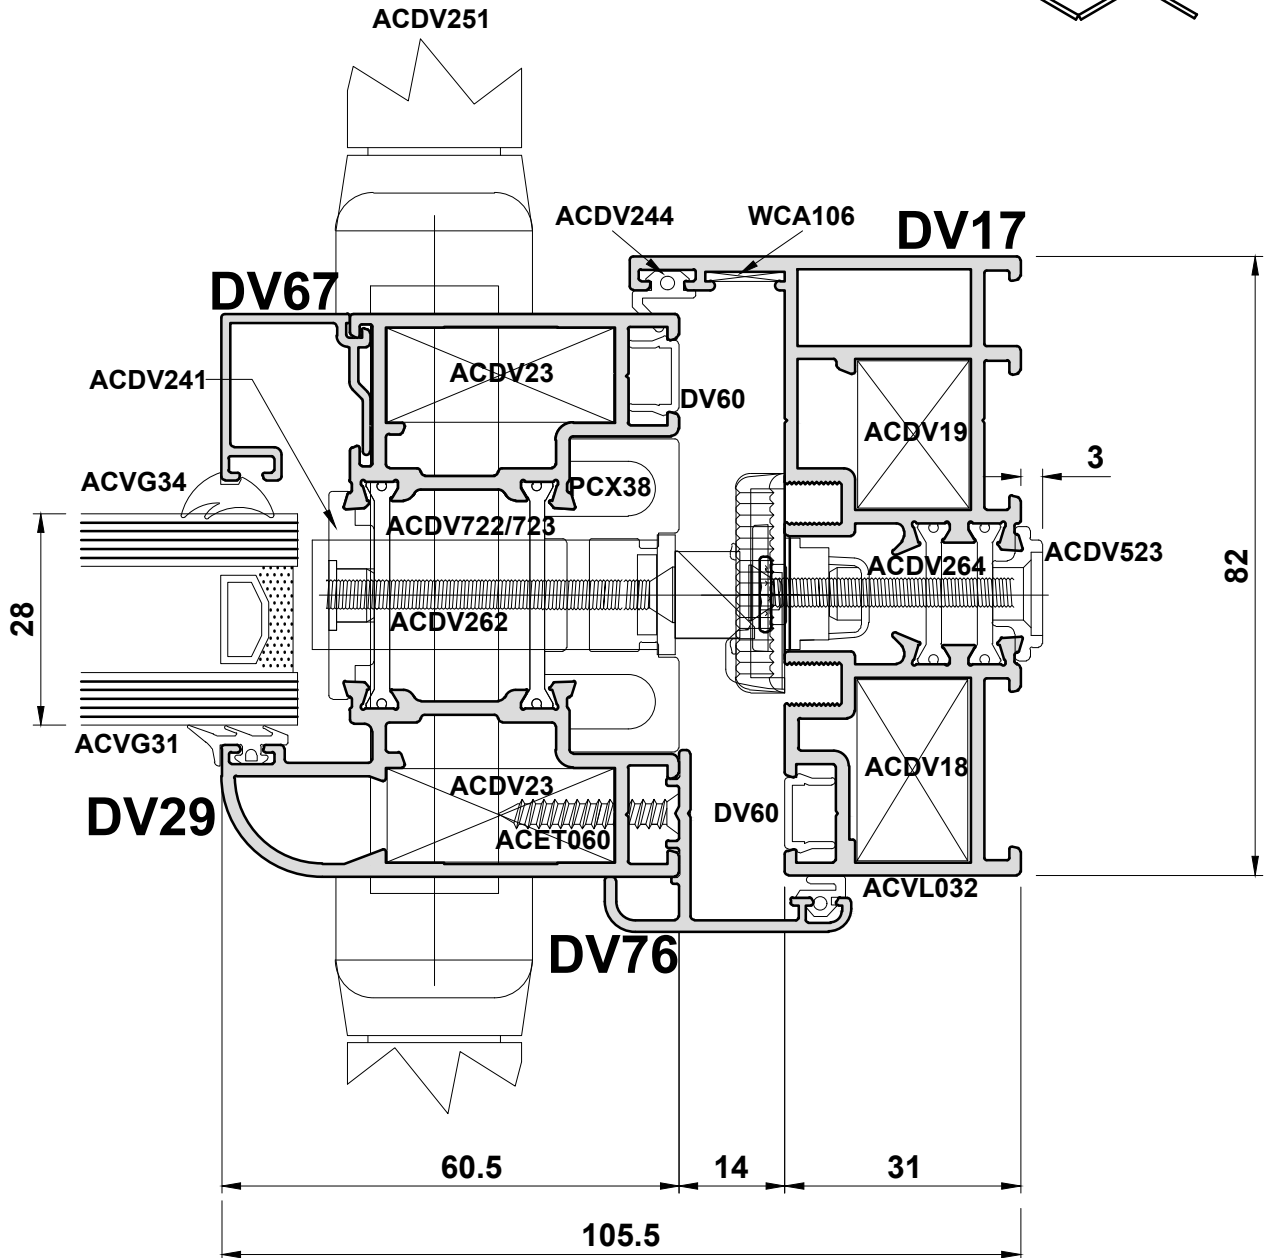 ACDV251
ACDV244
WCA106
DV17
DV67
ACDV241
ACDV23
DV60
ACDV19
3
ACVG34
PCX38
ACDV722/723
ACDV264
ACDV523
82
28
ACDV262
ACVG31
ACDV23
ACDV18
DV29
DV60
ACET060
ACVL032
DV76
60.5
14
31
105.5